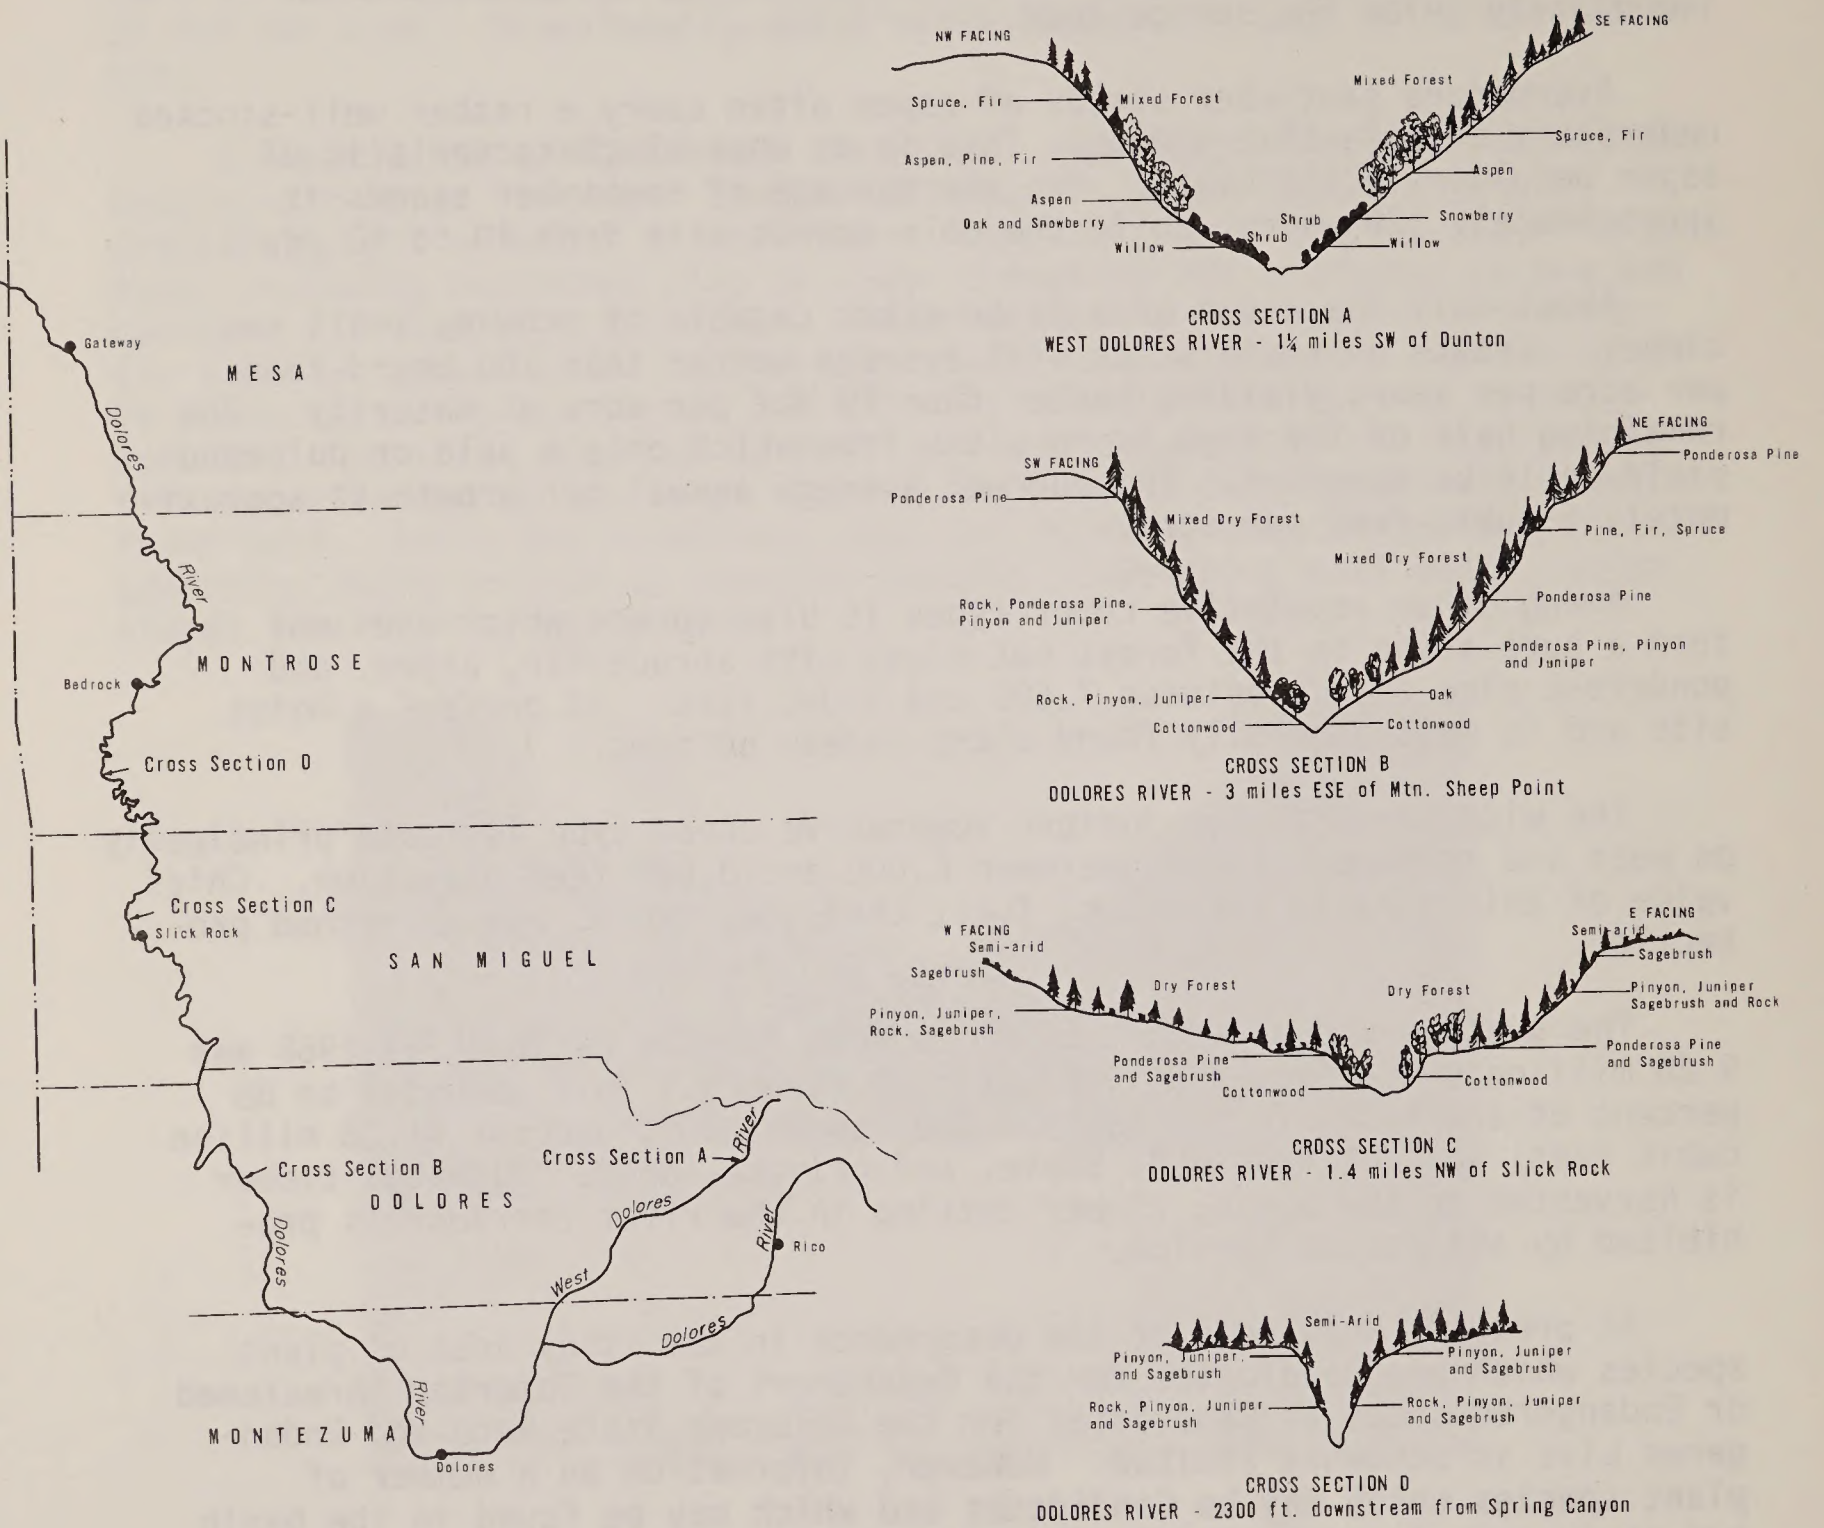 Gateway
MESA
Dolores
River
MONTROSE
Bedrock
Cross Section D
Cross Section C
Slick Rock
SAN MIGUEL
Cross Section B
Cross Section A
River
DOLORES
Dolores
Dolores
River
Rico
West
Dolores
River
MONTEZUMA
Dolores
NW FACING
SE FACING
Mixed Forest
Spruce, Fir
Mixed Forest
Spruce, Fir
Aspen, Pine, Fir
Aspen
Aspen
Oak and Snowberry
Shrub
Snowberry
Shrub
Willow
Willow
CROSS SECTION A
WEST DOLORES RIVER - 1¼ miles SW of Dunton
NE FACING
SW FACING
Ponderosa Pine
Ponderosa Pine
Mixed Dry Forest
Pine, Fir, Spruce
Mixed Dry Forest
Rock, Ponderosa Pine,
Pinyon and Juniper
Ponderosa Pine
Ponderosa Pine, Pinyon
and Juniper
Rock, Pinyon, Juniper
Oak
Cottonwood
Cottonwood
CROSS SECTION B
DOLORES RIVER - 3 miles ESE of Mtn. Sheep Point
E FACING
W FACING
Semi-arid
Semi-arid
Sagebrush
Sagebrush
Dry Forest
Dry Forest
Pinyon, Juniper
Sagebrush and Rock
Pinyon, Juniper,
Rock, Sagebrush
Ponderosa Pine
and Sagebrush
Ponderosa Pine
and Sagebrush
Cottonwood
Cottonwood
CROSS SECTION C
DOLORES RIVER - 1.4 miles NW of Slick Rock
Semi-Arid
Pinyon, Juniper,
and Sagebrush
Pinyon, Juniper
and Sagebrush
Rock, Pinyon, Juniper
and Sagebrush
Rock, Pinyon, Juniper
and Sagebrush
CROSS SECTION D
DOLORES RIVER - 2300 ft. downstream from Spring Canyon